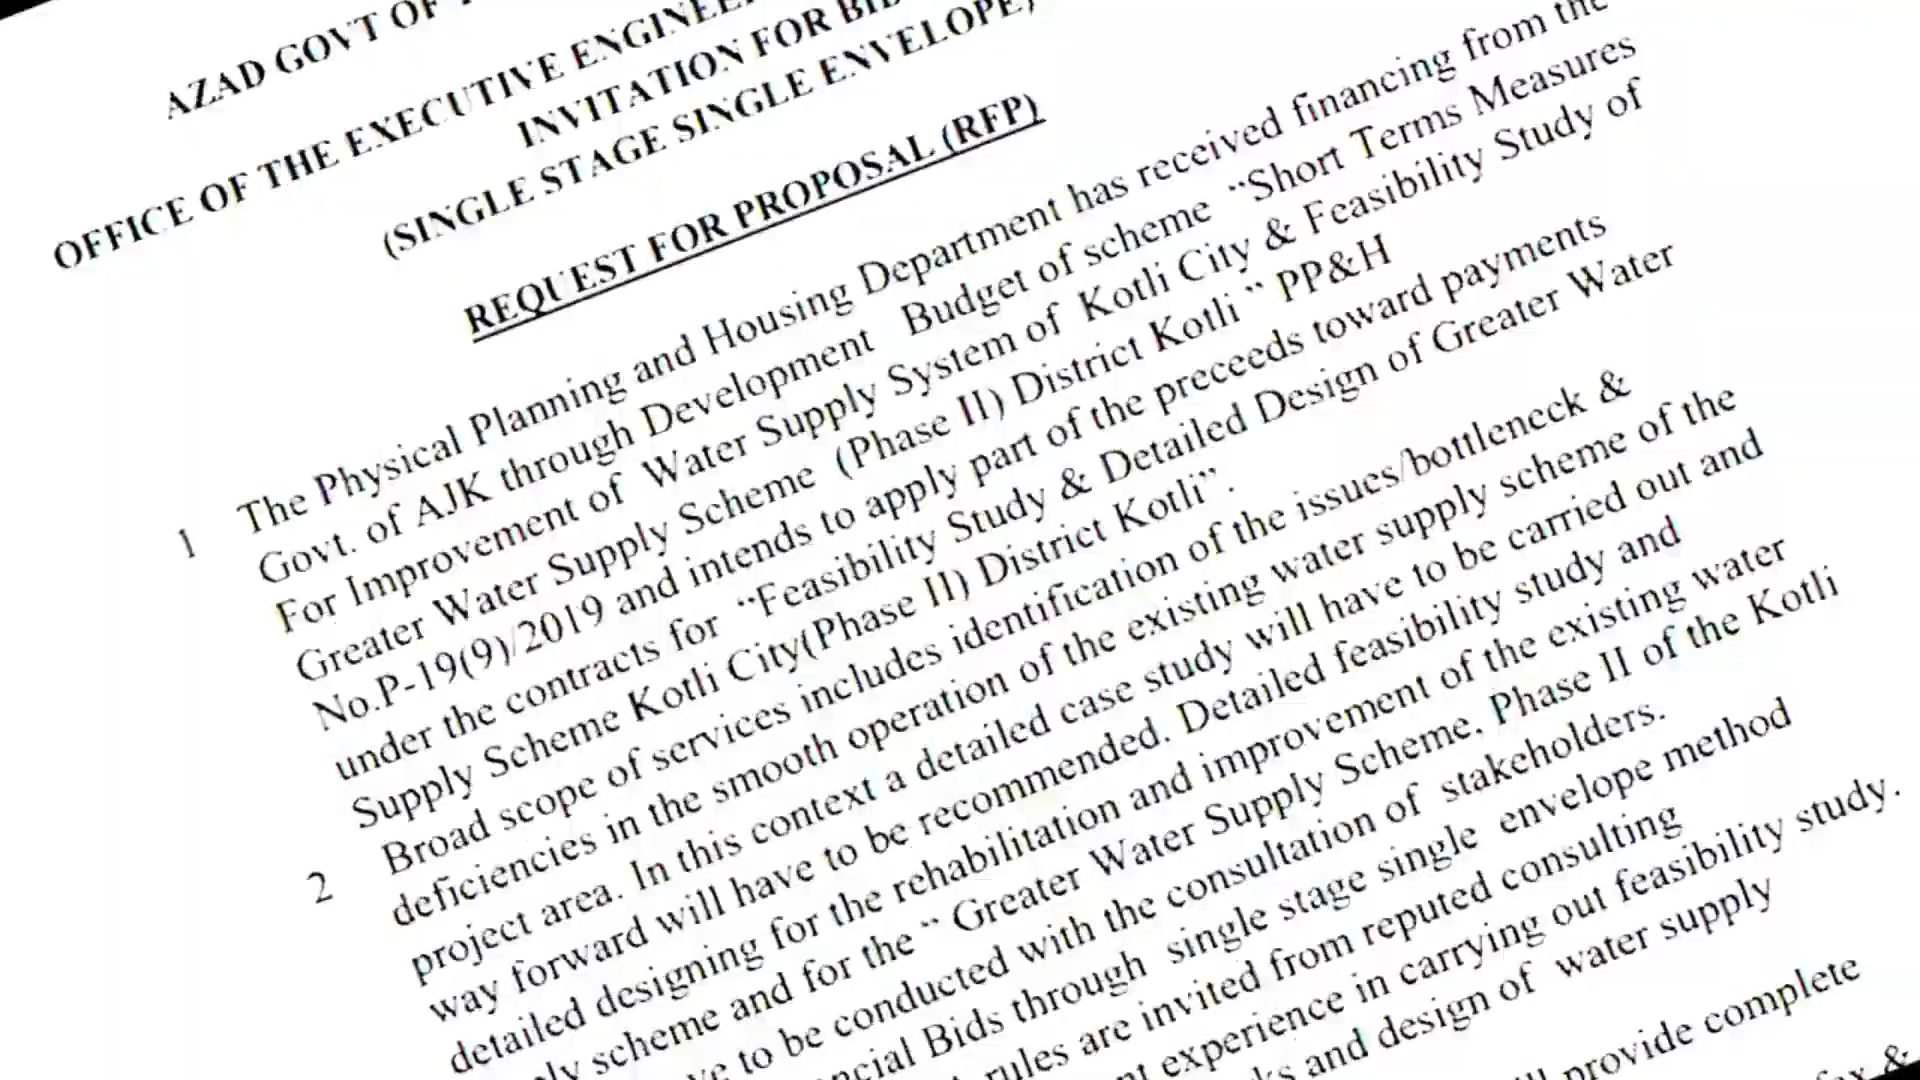 AZAD GOVT OF
OFFICE OF THE EXECUTIVE
INVITATION FOR
(SINGLE STAGE SINGLE ENVELOPE)
REQUEST FOR PROPOSAL (RFP)
1 The Physical Planning and Housing Department has received financing from the
Govt. of AJK through Development Budget of scheme “Short Terms Measures
For Improvement of Water Supply System of Kotli City & Feasibility Study of
Greater Water Supply Scheme (Phase II) District Kotli ” PP&H
No.P-19(9)/2019 and intends to apply part of the preceeds toward payments
under the contracts for “Feasibility Study & Detailed Design of Greater Water
Supply Scheme Kotli City(Phase II) District Kotli”.
2 Broad scope of services includes identification of the issues/bottleneck &
deficiencies in the smooth operation of the existing water supply scheme of the
project area. In this context a detailed case study will have to be carried out and
way forward will have to be recommended. Detailed feasibility study and
detailed designing for the rehabilitation and improvement of the existing water
scheme and for the “ Greater Water Supply Scheme, Phase II of the Kotli
to be conducted with the consultation of stakeholders.
Bids through single stage single envelope method
rules are invited from reputed consulting
experience in carrying out feasibility study.
and design of water supply
provide complete
&